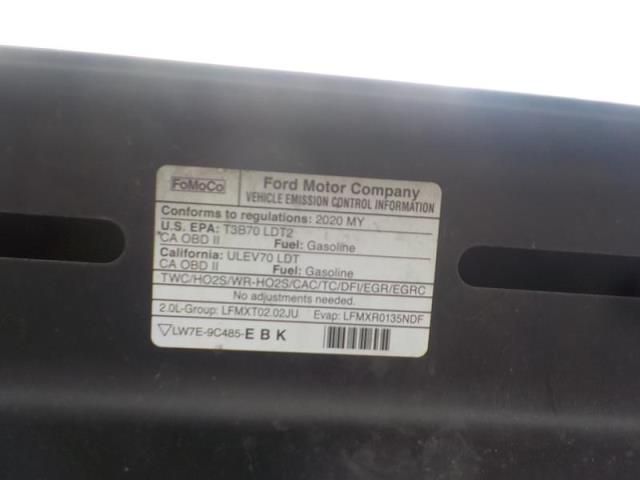 FoMoCo
Ford Motor Company
VEHICLE EMISSION CONTROL INFORMATION
Conforms to regulations: 2020 MY
U.S. EPA: T3B70 LDT2
CA OBD II Fuel: Gasoline
California: ULEV70 LDT
CA OBD II Fuel: Gasoline
TWC/HO2S/WR-HO2S/CAC/TC/DFI/EGR/EGRC
No adjustments needed.
2.0L-Group: LFMXT02.02JU Evap: LFMXR0135NDF
LW7E-9C485-E B K